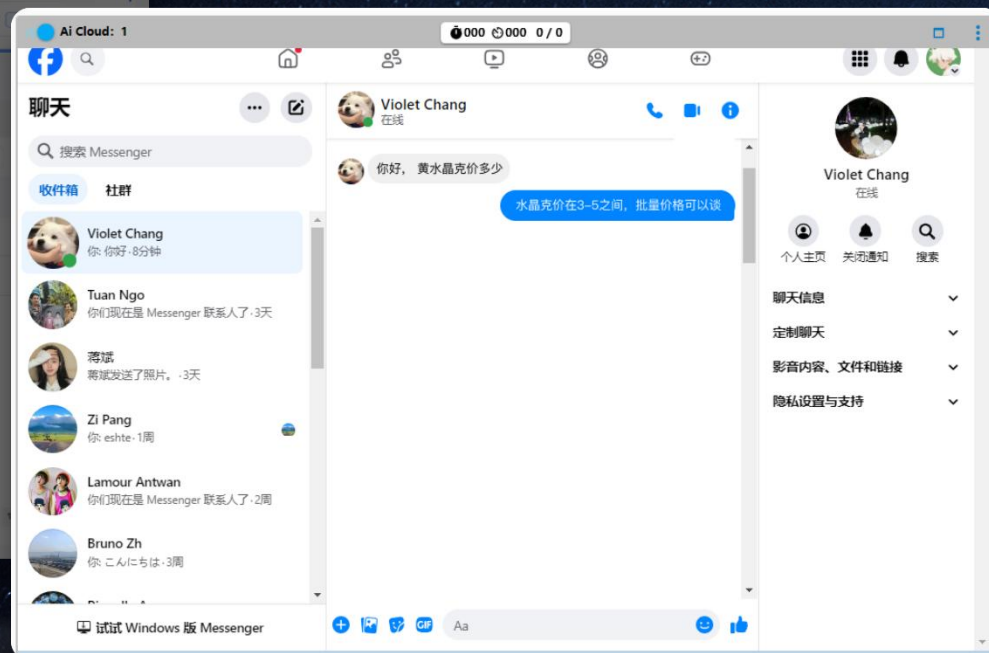 Ai Cloud: 1
000 000 0 / 0
聊天
搜索 Messenger
收件箱 社群
Violet Chang
你: 你好·8分钟
Tuan Ngo
你们现在是 Messenger 联系人了·3天
蒋斌
蒋斌发送了照片。·3天
Zi Pang
你: eshte·1周
Lamour Antwan
你们现在是 Messenger 联系人了·2周
Bruno Zh
你: こんにちは·3周
试试 Windows 版 Messenger
Violet Chang
在线
你好， 黄水晶克价多少
水晶克价在3–5之间，批量价格可以谈
GIF
Aa
Violet Chang
在线
个人主页 关闭通知 搜索
聊天信息
定制聊天
影音内容、文件和链接
隐私设置与支持